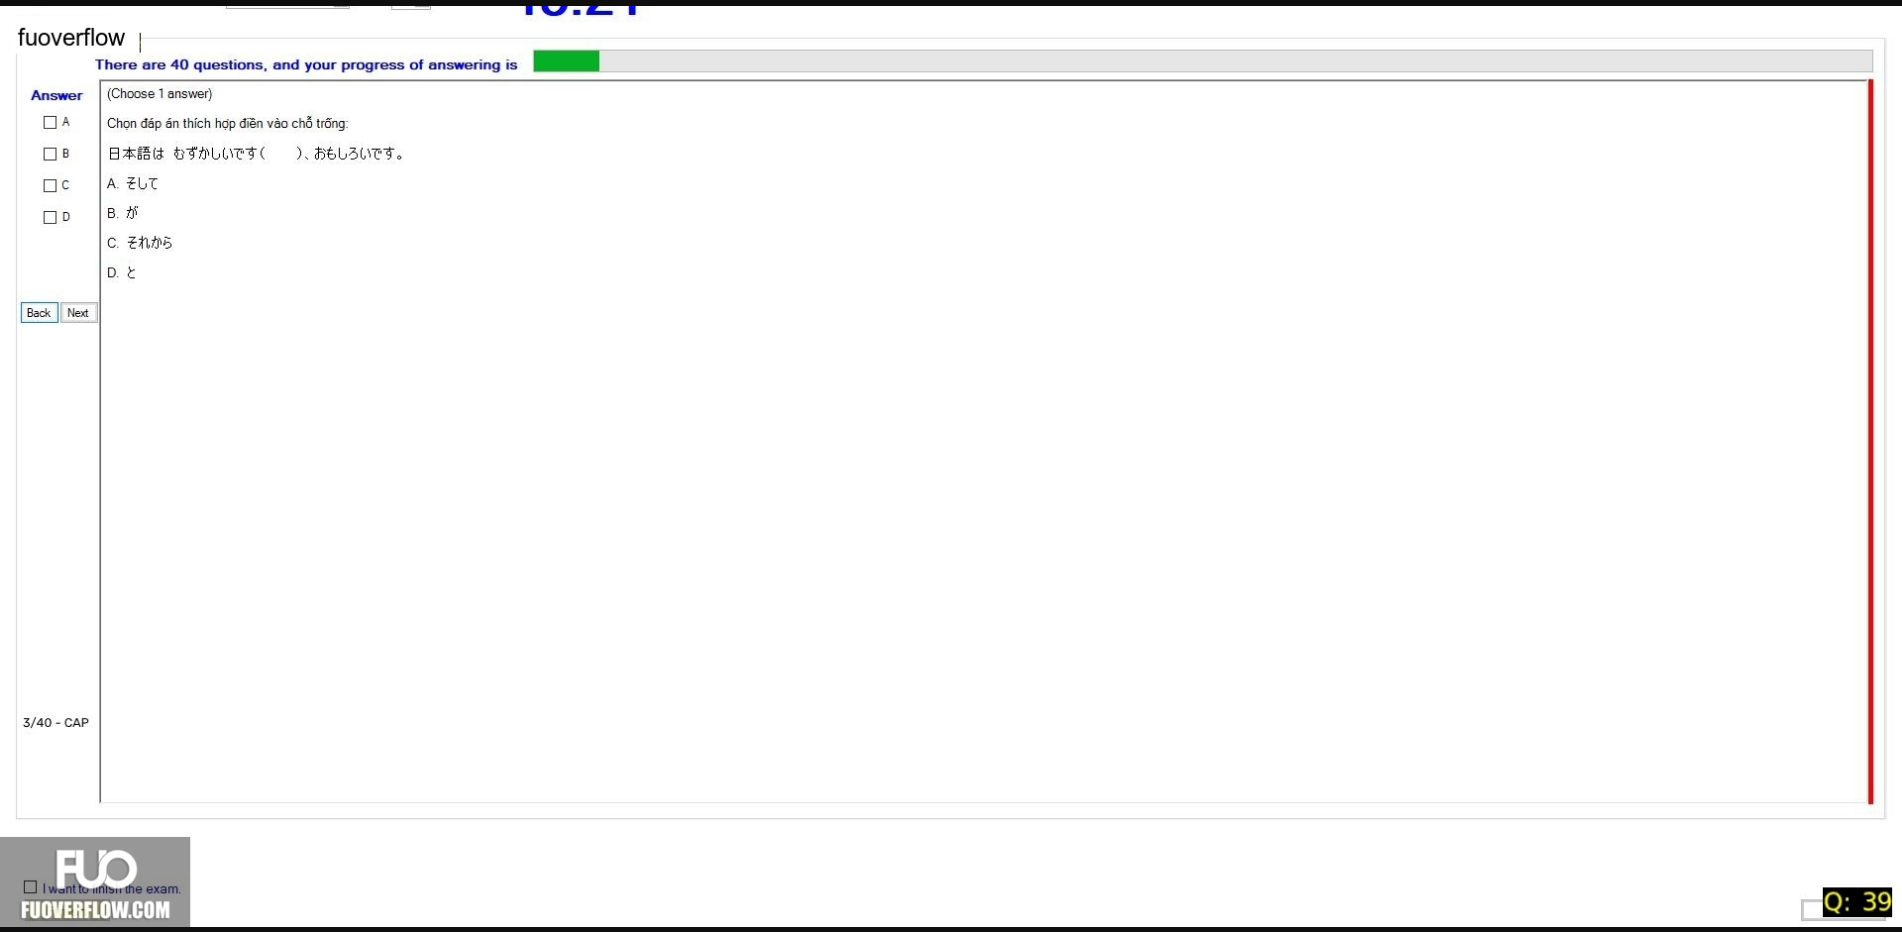 fuoverflow
There are 40 questions, and your progress of answering is
Answer
(Choose 1 answer)
A
Chọn đáp án thích hợp điền vào chỗ trống:
B
日本語は むずかしいです(　　)、おもしろいです。
C
A. そして
D
B. が
C. それから
D. と
Back Next
3/40 - CAP
FUO
I want to finish the exam.
FUOVERFLOW.COM
Q: 39